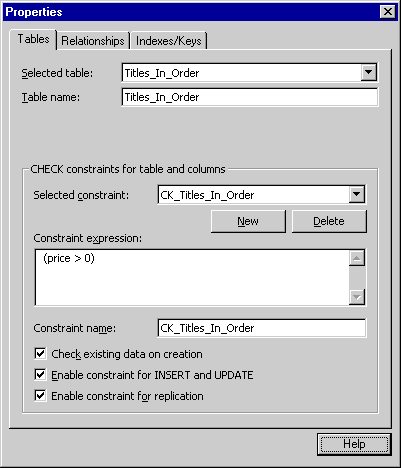 Properties
Tables Relationships Indexes/Keys
Selected table: Titles_In_Order
Table name: Titles_In_Order
CHECK constraints for table and columns
Selected constraint: CK_Titles_In_Order
New Delete
Constraint expression:
(price > 0)
Constraint name: CK_Titles_In_Order
Check existing data on creation
Enable constraint for INSERT and UPDATE
Enable constraint for replication
Help